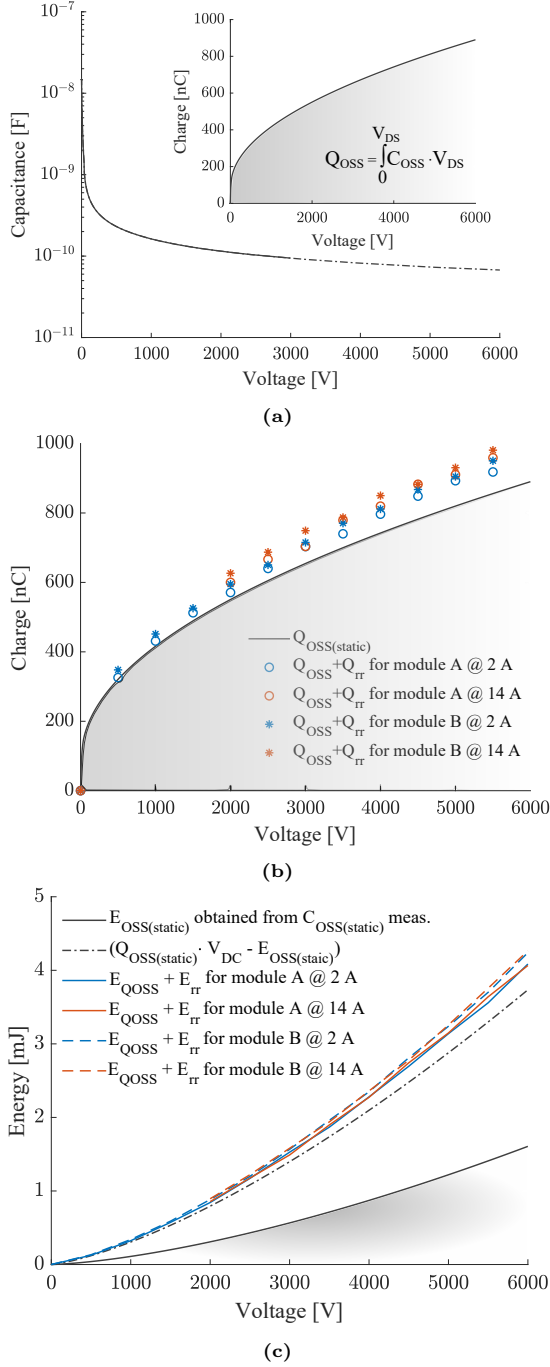 10⁻⁷
10⁻⁸
10⁻⁹
10⁻¹⁰
10⁻¹¹
Capacitance [F]
0 1000 2000 3000 4000 5000 6000
Voltage [V]
1000
800
600
400
200
0
Charge [nC]
0 2000 4000 6000
Voltage [V]
Q_OSS = ∫_0^{V_DS} C_OSS · V_DS
(a)
1000
800
600
400
200
0
Charge [nC]
Q_OSS(static)
Q_OSS+Q_rr for module A @ 2 A
Q_OSS+Q_rr for module A @ 14 A
Q_OSS+Q_rr for module B @ 2 A
Q_OSS+Q_rr for module B @ 14 A
0 1000 2000 3000 4000 5000 6000
Voltage [V]
(b)
5
4
3
2
1
0
Energy [mJ]
E_OSS(static) obtained from C_OSS(static) meas.
(Q_OSS(static) · V_DC - E_OSS(staic))
E_QOSS + E_rr for module A @ 2 A
E_QOSS + E_rr for module A @ 14 A
E_QOSS + E_rr for module B @ 2 A
E_QOSS + E_rr for module B @ 14 A
0 1000 2000 3000 4000 5000 6000
Voltage [V]
(c)